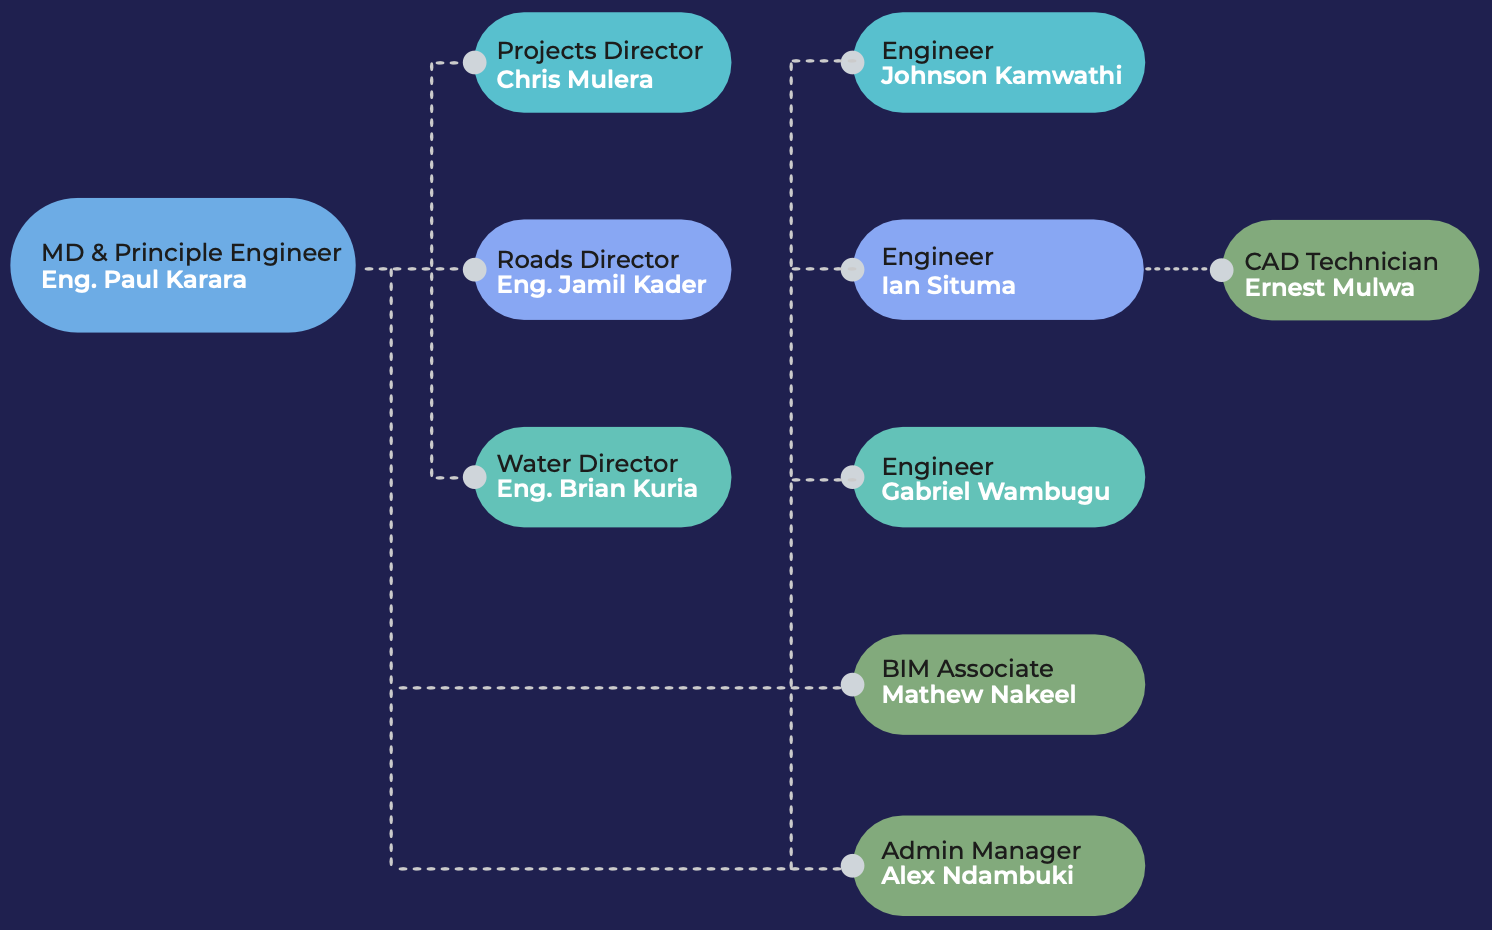 Projects Director
Chris Mulera
Engineer
Johnson Kamwathi
MD & Principle Engineer
Eng. Paul Karara
Roads Director
Eng. Jamil Kader
Engineer
Ian Situma
CAD Technician
Ernest Mulwa
Water Director
Eng. Brian Kuria
Engineer
Gabriel Wambugu
BIM Associate
Mathew Nakeel
Admin Manager
Alex Ndambuki